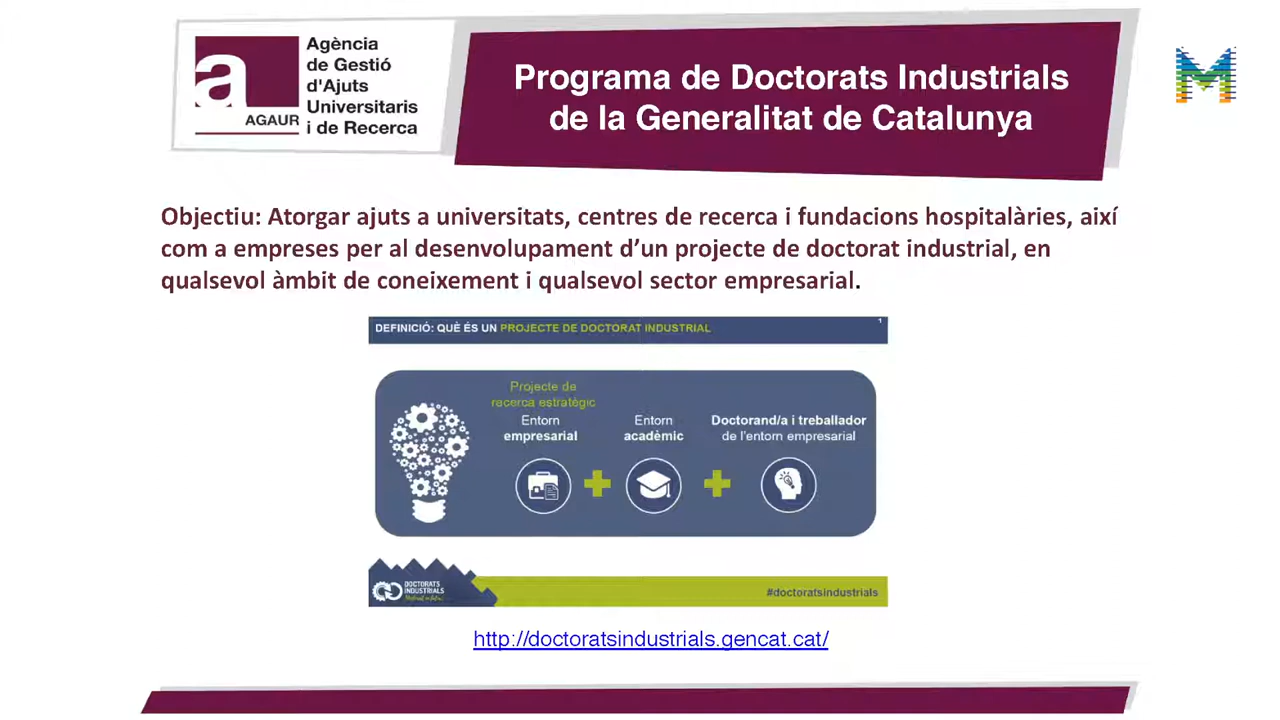 Agència
de Gestió
d'Ajuts
Universitaris
i de Recerca
a
AGAUR
Programa de Doctorats Industrials
de la Generalitat de Catalunya
M
Objectiu: Atorgar ajuts a universitats, centres de recerca i fundacions hospitalàries, així
com a empreses per al desenvolupament d’un projecte de doctorat industrial, en
qualsevol àmbit de coneixement i qualsevol sector empresarial.
DEFINICIÓ: QUÈ ÉS UN PROJECTE DE DOCTORAT INDUSTRIAL
1
Projecte de
recerca estratègic
Entorn
empresarial
Entorn
acadèmic
Doctorand/a i treballador
de l'entorn empresarial
DOCTORATS
INDUSTRIALS
#doctoratsindustrials
http://doctoratsindustrials.gencat.cat/